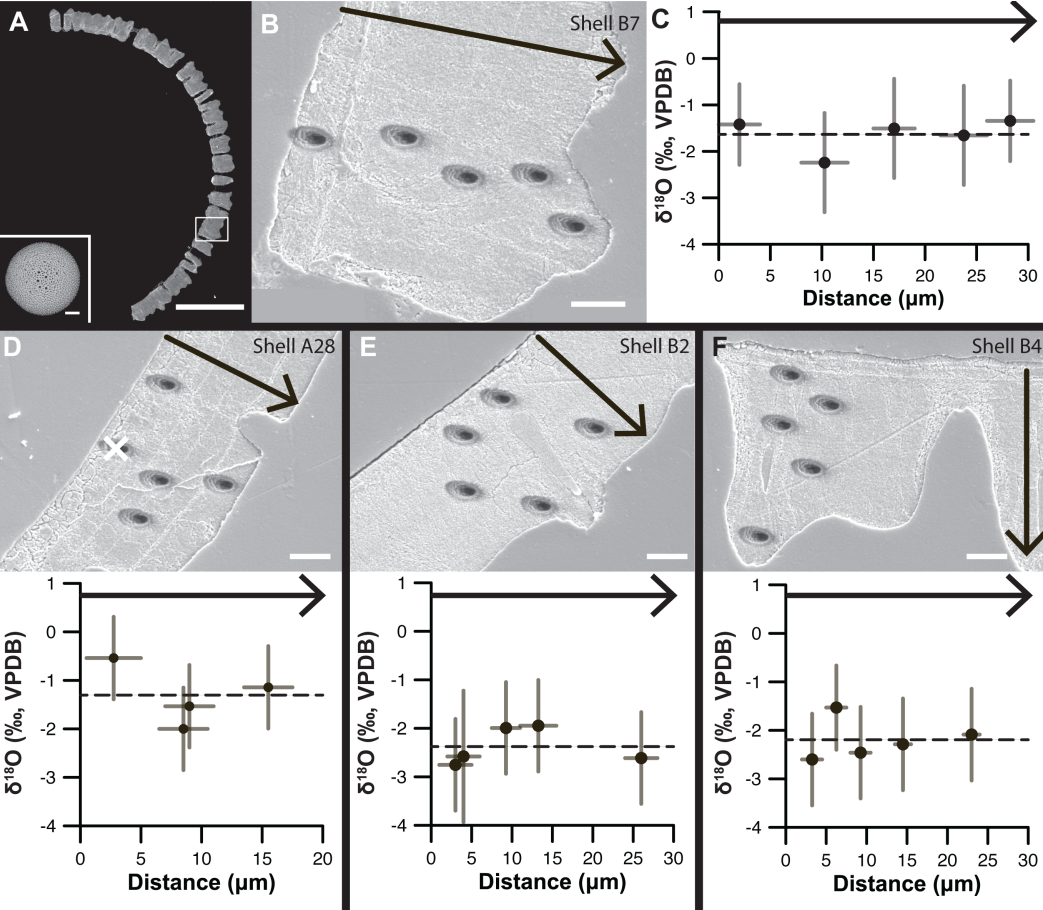 A
B
Shell B7
C
δ¹⁸O (‰, VPDB)
1
0
-1
-2
-3
-4
0 5 10 15 20 25 30
Distance (µm)
D
Shell A28
E
Shell B2
F
Shell B4
δ¹⁸O (‰, VPDB)
1
0
-1
-2
-3
-4
0 5 10 15 20
Distance (µm)
δ¹⁸O (‰, VPDB)
1
0
-1
-2
-3
-4
0 5 10 15 20 25 30
Distance (µm)
δ¹⁸O (‰, VPDB)
1
0
-1
-2
-3
-4
0 5 10 15 20 25 30
Distance (µm)